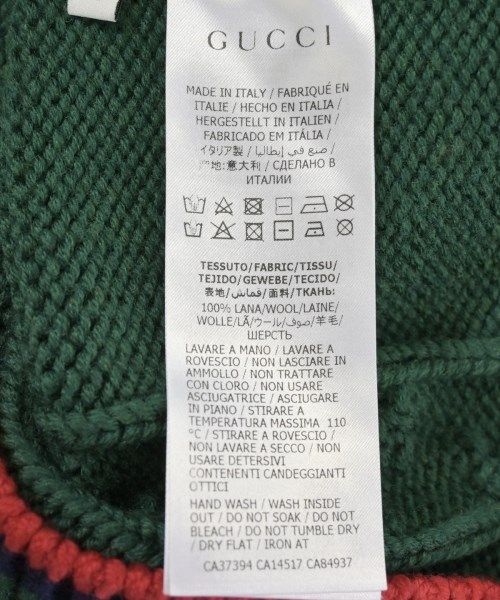 GUCCI
MADE IN ITALY / FABRIQUÉ EN
ITALIE / HECHO EN ITALIA /
HERGESTELLT IN ITALIEN /
FABRICADO EM ITÁLIA /
イタリア製 / صنع في إيطاليا /
地:意大利 / СДЕЛАНО В
ИТАЛИИ
TESSUTO/FABRIC/TISSU/
TEJIDO/GEWEBE/TECIDO/
表地/قماش/面料/ТКАНЬ:
100% LANA/WOOL/LAINE/
WOLLE/LÃ/ウール/صوف/羊毛/
ШЕРСТЬ
LAVARE A MANO / LAVARE A
ROVESCIO / NON LASCIARE IN
AMMOLLO / NON TRATTARE
CON CLORO / NON USARE
ASCIUGATRICE / ASCIUGARE
IN PIANO / STIRARE A
TEMPERATURA MASSIMA 110
°C / STIRARE A ROVESCIO /
NON LAVARE A SECCO / NON
USARE DETERSIVI
CONTENENTI CANDEGGIANTI
OTTICI
HAND WASH / WASH INSIDE
OUT / DO NOT SOAK / DO NOT
BLEACH / DO NOT TUMBLE DRY
/ DRY FLAT / IRON AT
CA37394 CA14517 CA84937